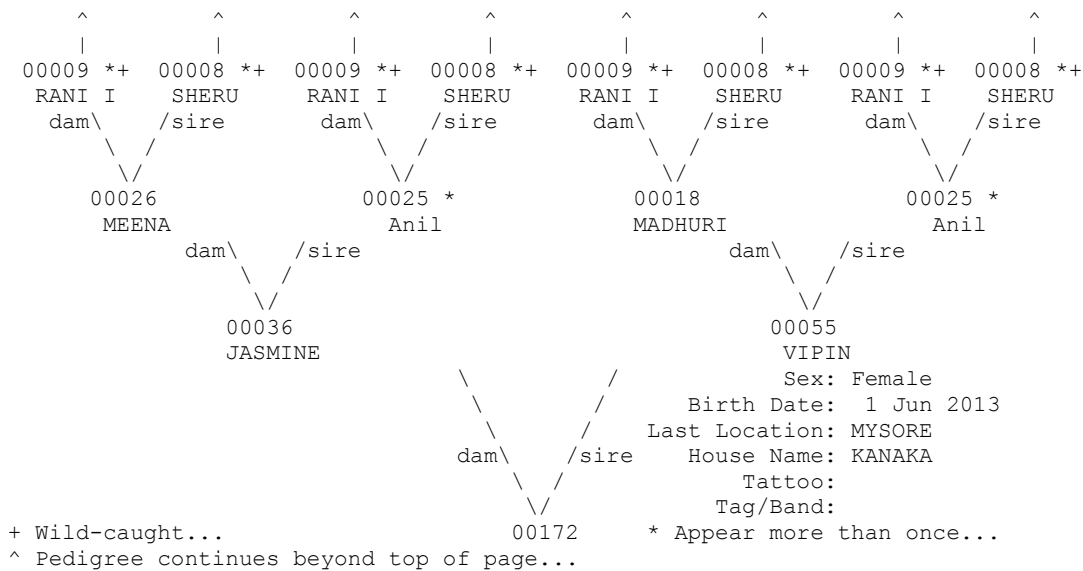 ^ ^ ^ ^ ^ ^ ^ ^
| | | | | | | |
00009 *+ 00008 *+ 00009 *+ 00008 *+ 00009 *+ 00008 *+ 00009 *+ 00008 *+
RANI I SHERU RANI I SHERU RANI I SHERU RANI I SHERU
dam\ /sire dam\ /sire dam\ /sire dam\ /sire
\ / \ / \ / \ /
\/ \/ \/ \/
00026 00025 * 00018 00025 *
MEENA Anil MADHURI Anil
dam\ /sire dam\ /sire
\ / \ /
\/ \/
00036 00055
JASMINE VIPIN
\ / Sex: Female
\ / Birth Date: 1 Jun 2013
\ / Last Location: MYSORE
dam\ /sire House Name: KANAKA
\ / Tattoo:
\/ Tag/Band:
+ Wild-caught... 00172 * Appear more than once...
^ Pedigree continues beyond top of page...